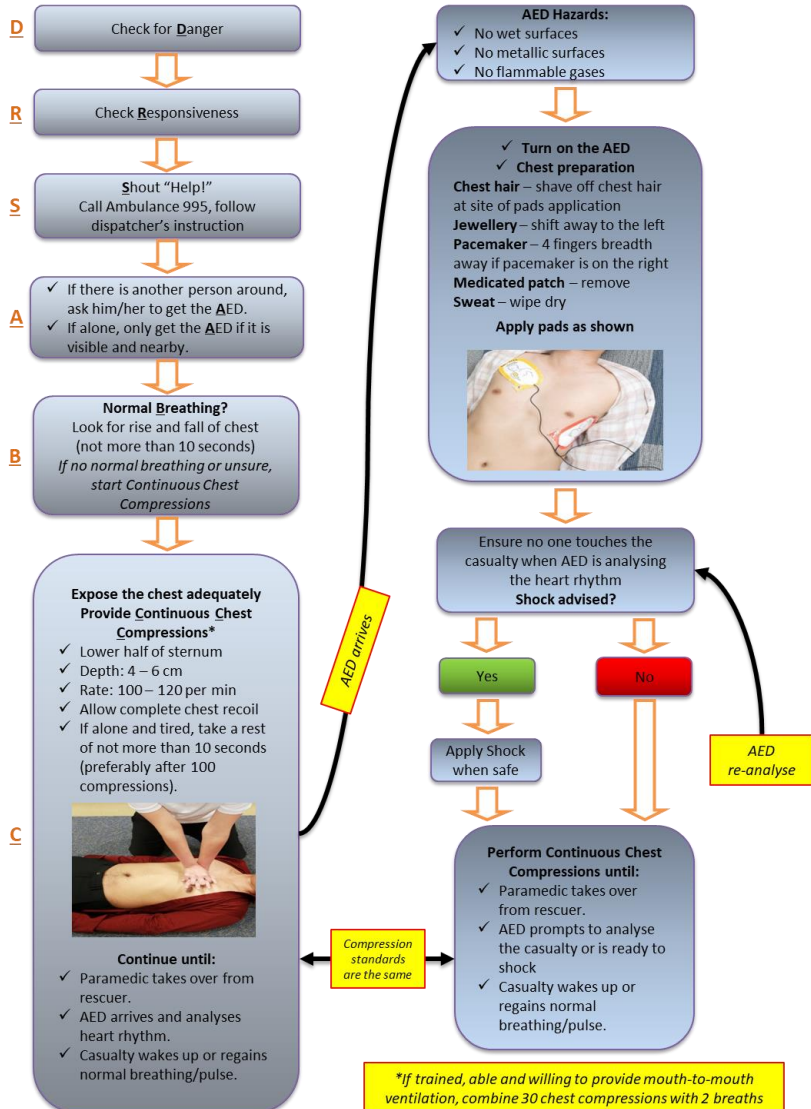 D
Check for Danger
R
Check Responsiveness
S
Shout "Help!"
Call Ambulance 995, follow
dispatcher's instruction
A
✓ If there is another person around,
ask him/her to get the AED.
✓ If alone, only get the AED if it is
visible and nearby.
B
Normal Breathing?
Look for rise and fall of chest
(not more than 10 seconds)
If no normal breathing or unsure,
start Continuous Chest
Compressions
C
Expose the chest adequately
Provide Continuous Chest
Compressions*
✓ Lower half of sternum
✓ Depth: 4 – 6 cm
✓ Rate: 100 – 120 per min
✓ Allow complete chest recoil
✓ If alone and tired, take a rest
of not more than 10 seconds
(preferably after 100
compressions).
Continue until:
✓ Paramedic takes over from
rescuer.
✓ AED arrives and analyses
heart rhythm.
✓ Casualty wakes up or regains
normal breathing/pulse.
AED arrives
AED Hazards:
✓ No wet surfaces
✓ No metallic surfaces
✓ No flammable gases
✓ Turn on the AED
✓ Chest preparation
Chest hair – shave off chest hair
at site of pads application
Jewellery – shift away to the left
Pacemaker – 4 fingers breadth
away if pacemaker is on the right
Medicated patch – remove
Sweat – wipe dry
Apply pads as shown
Ensure no one touches the
casualty when AED is analysing
the heart rhythm
Shock advised?
Yes
No
Apply Shock
when safe
AED
re-analyse
Perform Continuous Chest
Compressions until:
✓ Paramedic takes over
from rescuer.
✓ AED prompts to analyse
the casualty or is ready to
shock
✓ Casualty wakes up or
regains normal
breathing/pulse.
Compression
standards
are the same
*If trained, able and willing to provide mouth-to-mouth
ventilation, combine 30 chest compressions with 2 breaths